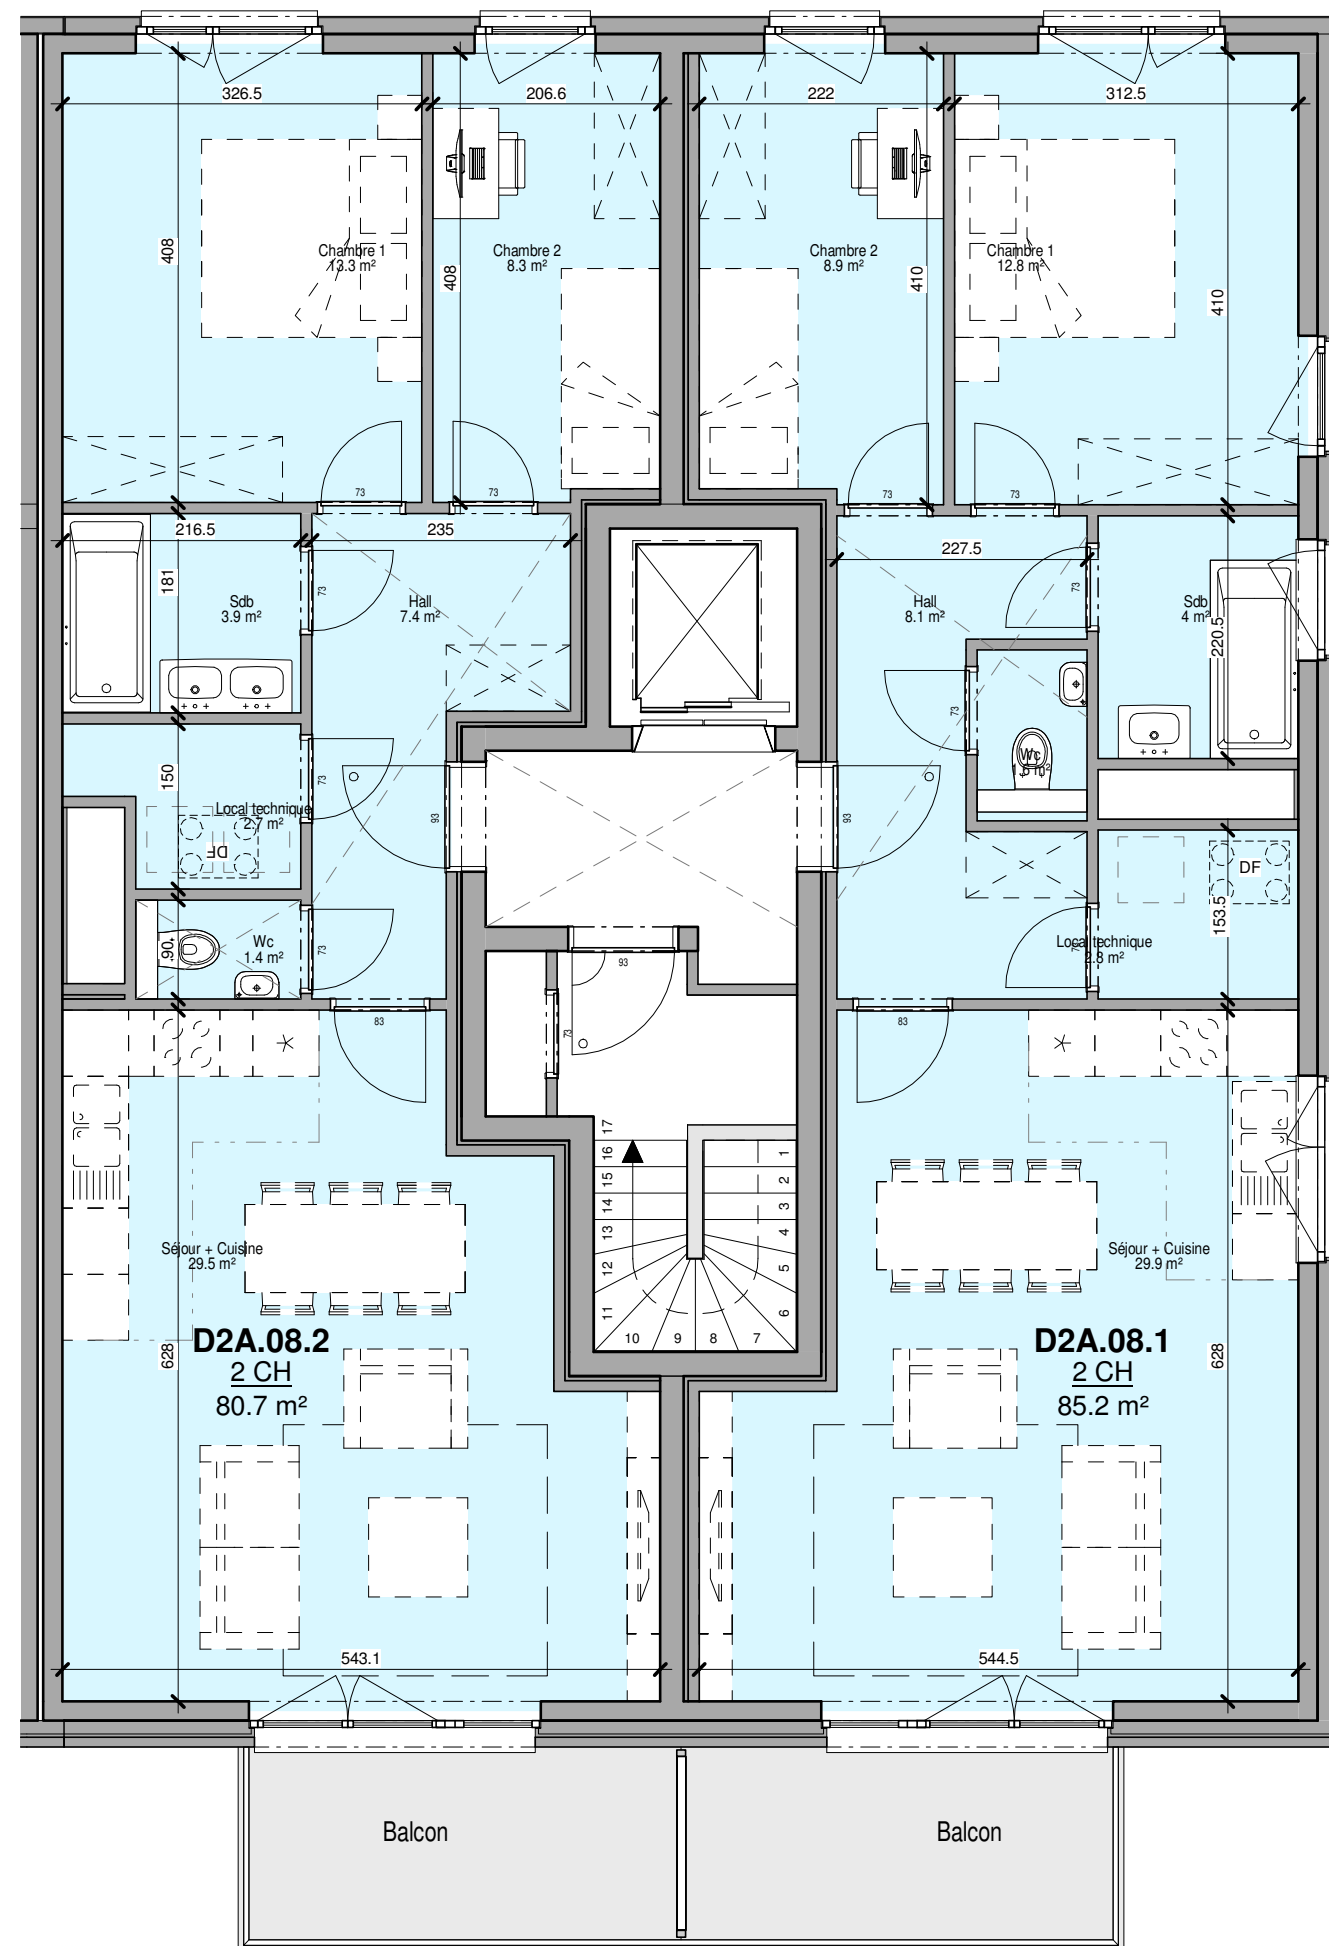 326.5
206.6
222
312.5
408
Chambre 1
13.3 m²
408
Chambre 2
8.3 m²
Chambre 2
8.9 m²
410
Chambre 1
12.8 m²
410
73
73
73
73
216.5
235
227.5
181
Sdb
3.9 m²
73
Hall
7.4 m²
Hall
8.1 m²
73
Sdb
4 m²
220.5
73
Wc
150
Local technique
2.7 m²
73
DF
93
93
DF
153.5
Local technique
2.8 m²
90
Wc
1.4 m²
73
93
73
83
83
17
16
15
14
13
12
11
10
9
8
7
6
5
4
3
2
1
Séjour + Cuisine
29.5 m²
Séjour + Cuisine
29.9 m²
D2A.08.2
2 CH
80.7 m²
628
D2A.08.1
2 CH
85.2 m²
628
543.1
544.5
Balcon
Balcon